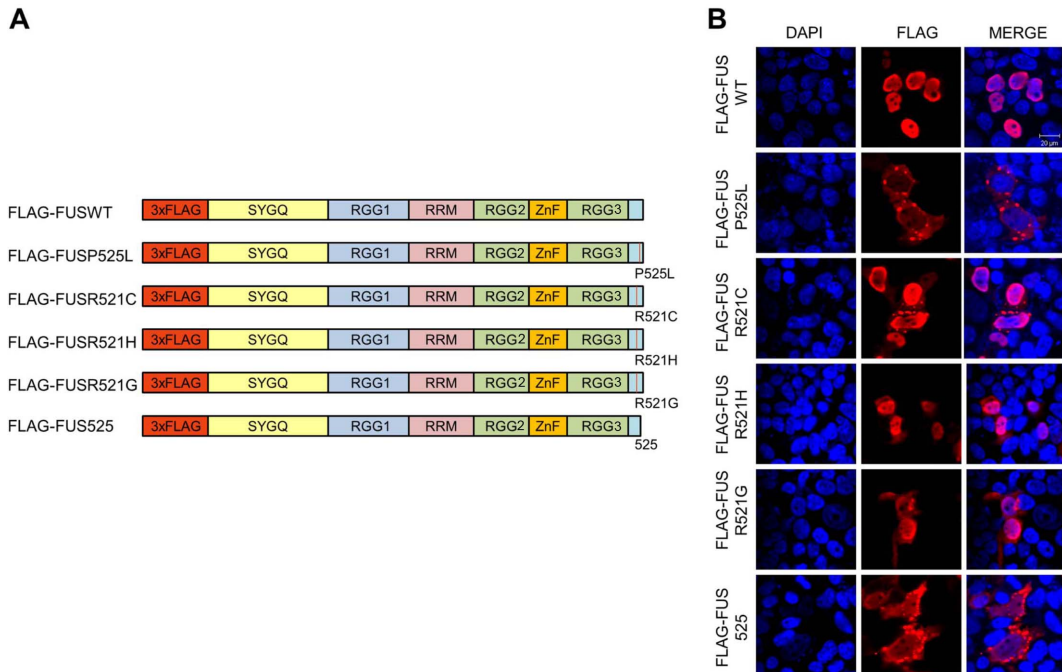 A
FLAG-FUSWT 3xFLAG SYGQ RGG1 RRM RGG2 ZnF RGG3
FLAG-FUSP525L 3xFLAG SYGQ RGG1 RRM RGG2 ZnF RGG3
P525L
FLAG-FUSR521C 3xFLAG SYGQ RGG1 RRM RGG2 ZnF RGG3
R521C
FLAG-FUSR521H 3xFLAG SYGQ RGG1 RRM RGG2 ZnF RGG3
R521H
FLAG-FUSR521G 3xFLAG SYGQ RGG1 RRM RGG2 ZnF RGG3
R521G
FLAG-FUS525 3xFLAG SYGQ RGG1 RRM RGG2 ZnF RGG3
525
B
DAPI FLAG MERGE
FLAG-FUS
WT
20 µm
FLAG-FUS
P525L
FLAG-FUS
R521C
FLAG-FUS
R521H
FLAG-FUS
R521G
FLAG-FUS
525